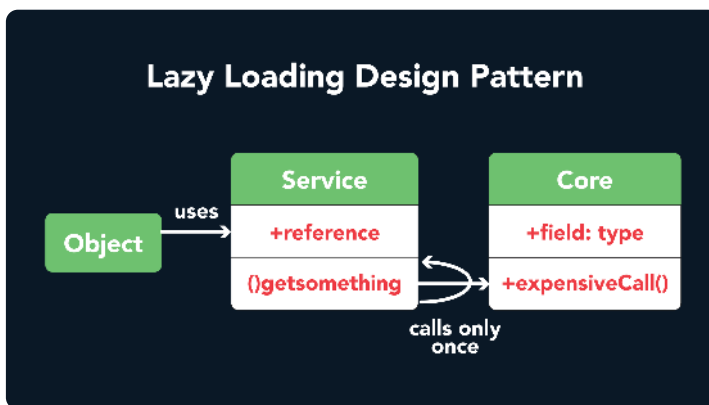 Lazy Loading Design Pattern
Object
uses
Service
+reference
()getsomething
calls only
once
Core
+field: type
+expensiveCall()